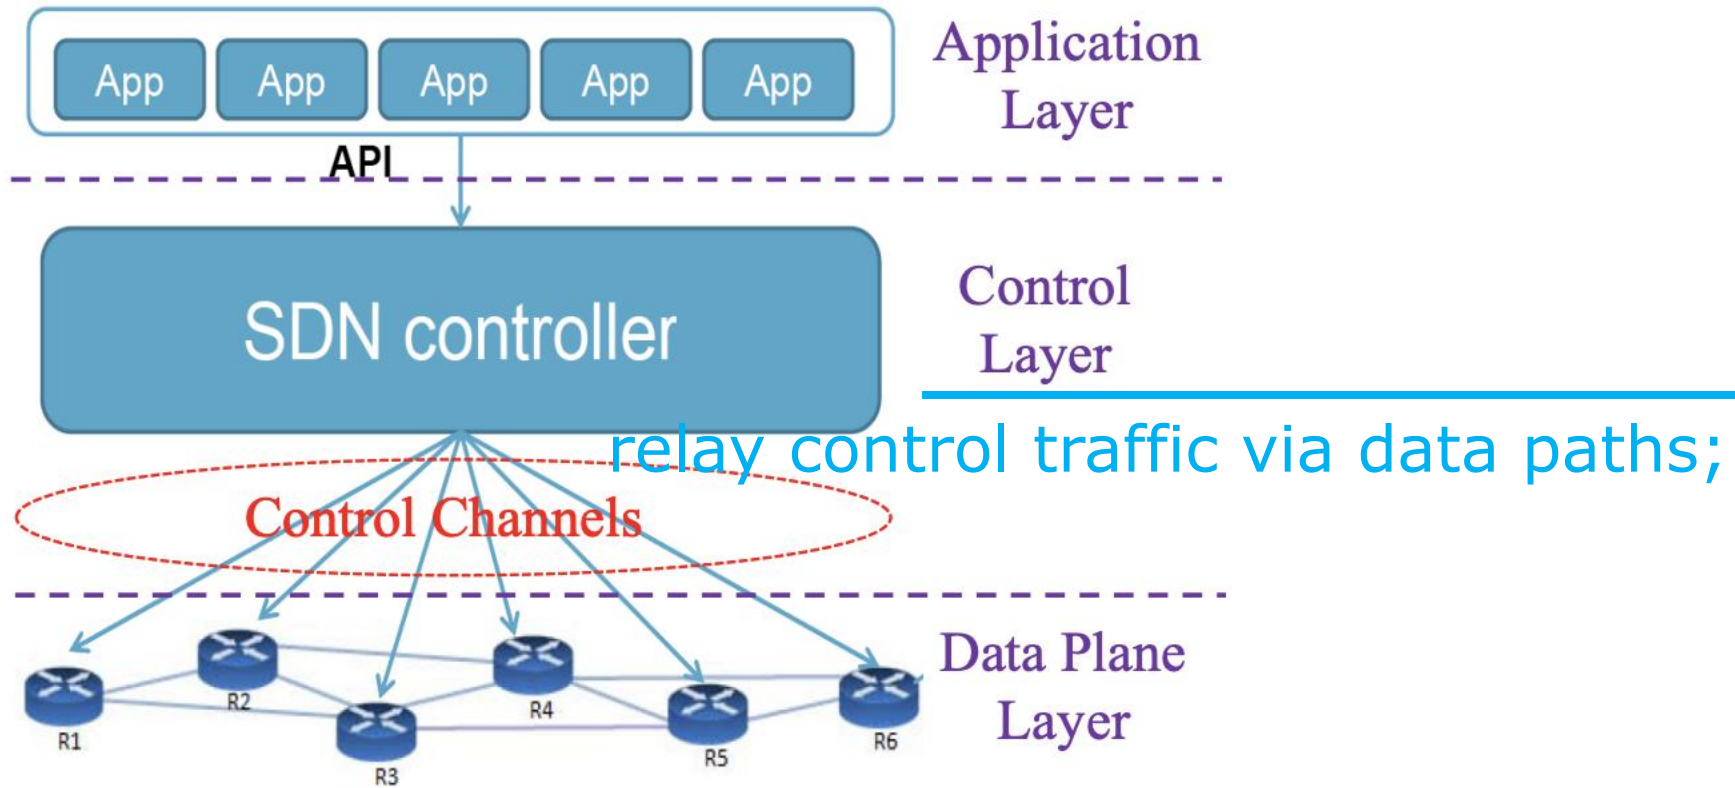 App App App App App
Application
Layer
API
SDN controller
Control
Layer
relay control traffic via data paths;
Control Channels
Data Plane
Layer
R1
R2
R3
R4
R5
R6